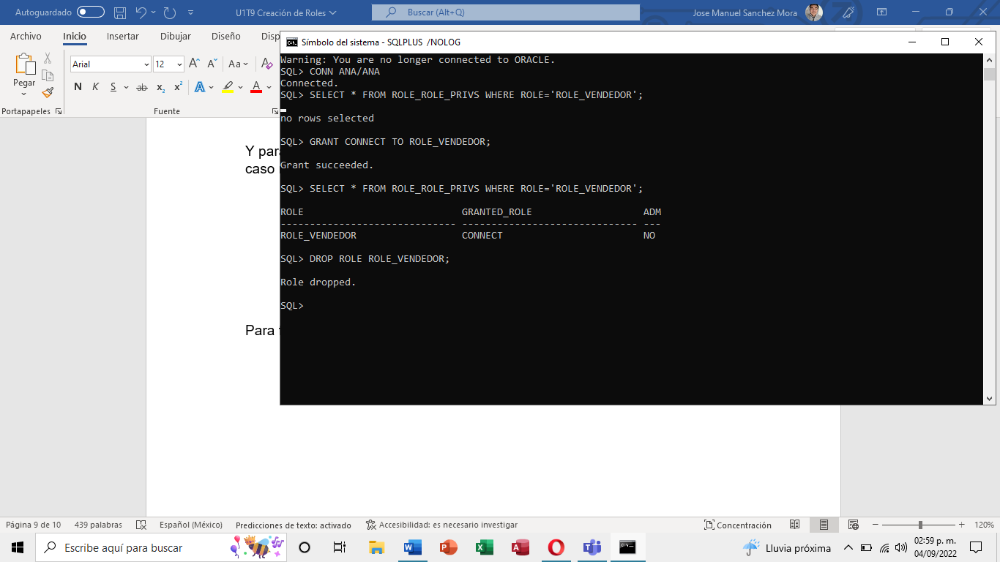 Autoguardado
U1T9 Creación de Roles
Buscar (Alt+Q)
Jose Manuel Sanchez Mora
Archivo
Inicio
Insertar
Dibujar
Diseño
Disp
Pegar
Portapapeles
Arial
12
Aa
N K S ab x₂ x²
A A
Fuente
Símbolo del sistema - SQLPLUS /NOLOG
Warning: You are no longer connected to ORACLE.
SQL> CONN ANA/ANA
Connected.
SQL> SELECT * FROM ROLE_ROLE_PRIVS WHERE ROLE='ROLE_VENDEDOR';
no rows selected
SQL> GRANT CONNECT TO ROLE_VENDEDOR;
Grant succeeded.
SQL> SELECT * FROM ROLE_ROLE_PRIVS WHERE ROLE='ROLE_VENDEDOR';
ROLE GRANTED_ROLE ADM
------------------------------ ------------------------------ ---
ROLE_VENDEDOR CONNECT NO
SQL> DROP ROLE ROLE_VENDEDOR;
Role dropped.
SQL>
Y para
caso
Para
Página 9 de 10
439 palabras
Español (México)
Predicciones de texto: activado
Accesibilidad: es necesario investigar
Concentración
120%
Escribe aquí para buscar
Lluvia próxima
02:59 p. m.
04/09/2022